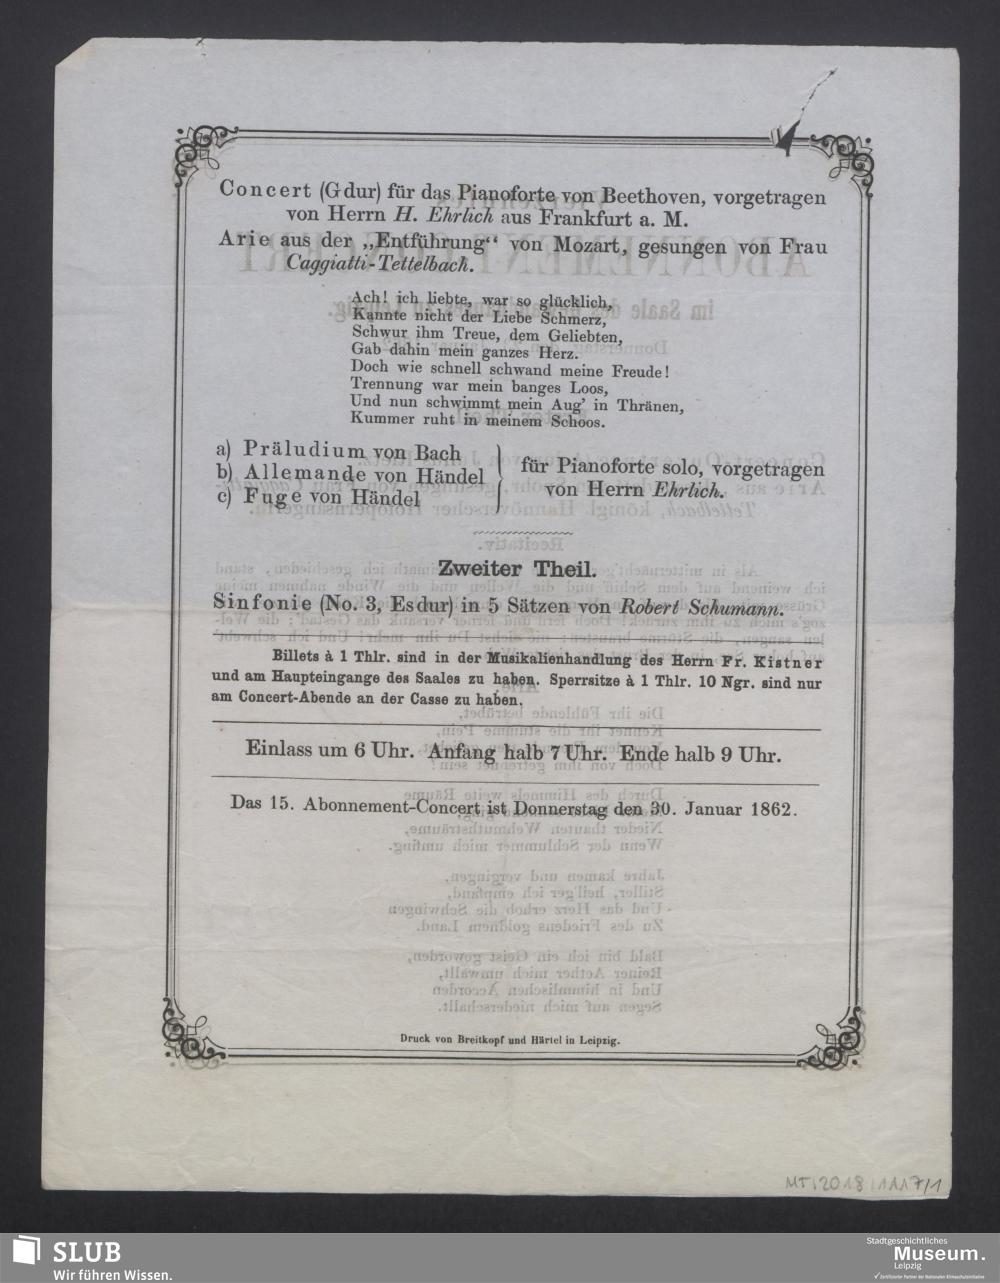 Concert (Gdur) für das Pianoforte von Beethoven, vorgetragen
von Herrn H. Ehrlich aus Frankfurt a. M.
Arie aus der „Entführung“ von Mozart, gesungen von Frau
Caggiatti-Tettelbach.
Ach! ich liebte, war so glücklich,
Kannte nicht der Liebe Schmerz,
Schwur ihm Treue, dem Geliebten,
Gab dahin mein ganzes Herz.
Doch wie schnell schwand meine Freude!
Trennung war mein banges Loos,
Und nun schwimmt mein Aug’ in Thränen,
Kummer ruht in meinem Schoos.
a) Präludium von Bach
b) Allemande von Händel
c) Fuge von Händel
für Pianoforte solo, vorgetragen
von Herrn Ehrlich.
Zweiter Theil.
Sinfonie (No. 3, Esdur) in 5 Sätzen von Robert Schumann.
Billets à 1 Thlr. sind in der Musikalienhandlung des Herrn Fr. Kistner
und am Haupteingange des Saales zu haben. Sperrsitze à 1 Thlr. 10 Ngr. sind nur
am Concert-Abende an der Casse zu haben.
Einlass um 6 Uhr. Anfang halb 7 Uhr. Ende halb 9 Uhr.
Das 15. Abonnement-Concert ist Donnerstag den 30. Januar 1862.
Druck von Breitkopf und Härtel in Leipzig.
MT/2018/1117/1
SLUB
Wir führen Wissen.
Stadtgeschichtliches
Museum.
Leipzig
Zertifizierter Partner der Nationalen Klimaschutzinitiative